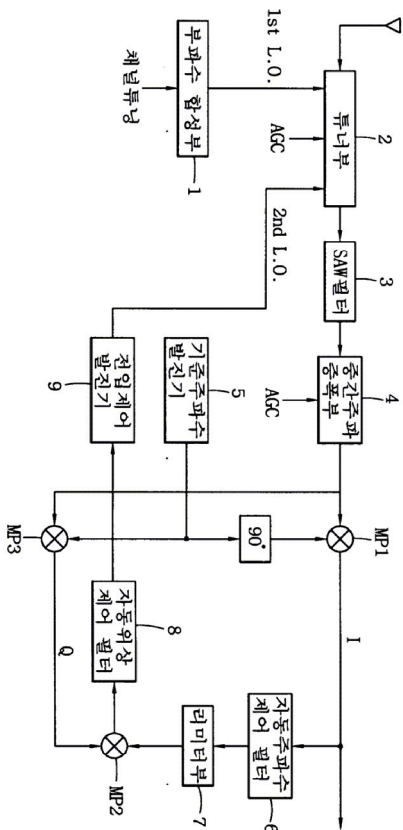 튜너부
2
SAW필터
3
중간주파
증폭부
4
MP1
I
1st L.O.
AGC
2nd L.O.
AGC
90°
부파수 합성부
1
채널튜닝
기준주파수
발진기
5
자동주파수
제어 필터
6
전압제어
발진기
9
자동위상
제어 필터
8
리미터부
7
MP3
Q
MP2